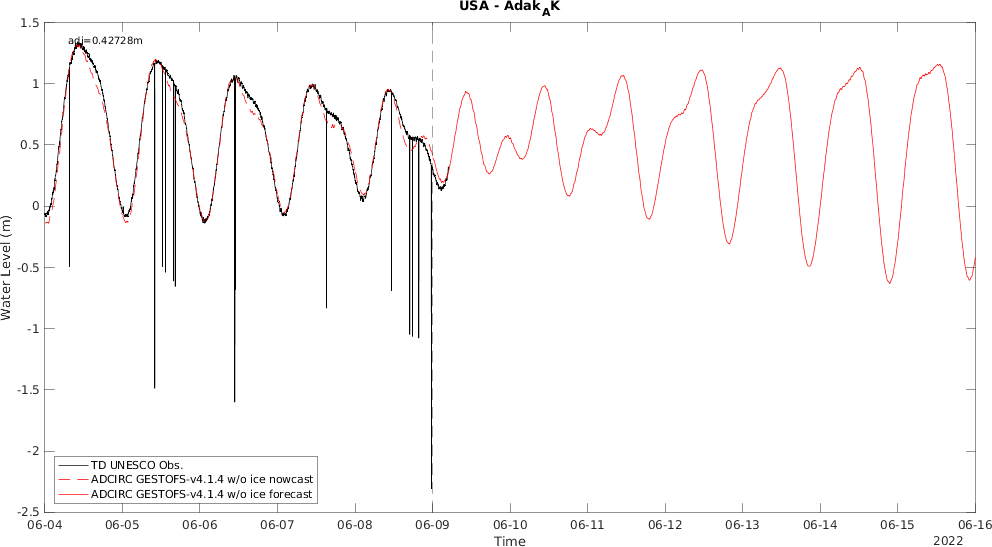 USA - Adak_AK
adj=0.42728m
1.5
1
0.5
0
-0.5
-1
-1.5
-2
-2.5
Water Level (m)
TD UNESCO Obs.
ADCIRC GESTOFS-v4.1.4 w/o ice nowcast
ADCIRC GESTOFS-v4.1.4 w/o ice forecast
06-04 06-05 06-06 06-07 06-08 06-09 06-10 06-11 06-12 06-13 06-14 06-15 06-16
Time
2022